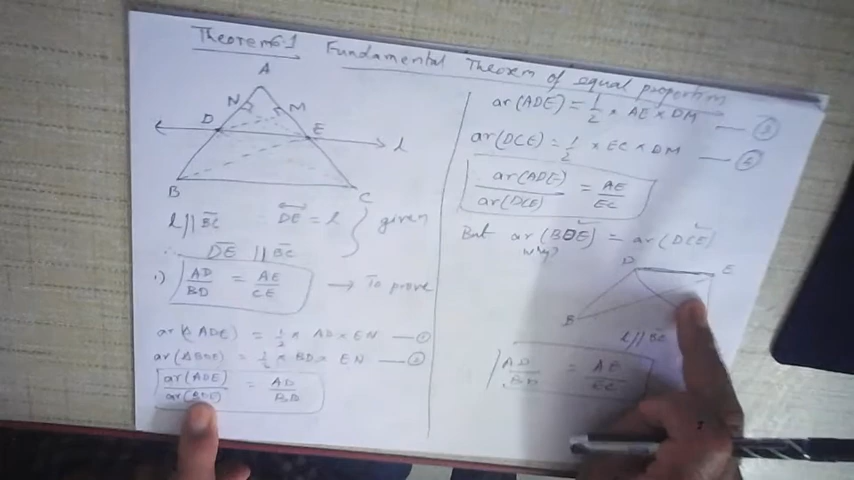 Theorem 6.1 Fundamental Theorem of equal proportion
A
N M
D E l
B C
l || BC DE = l } given
∴ DE || BC
1) AD/BD = AE/CE → To prove
ar(ΔADE) = 1/2 × AD × EN — ①
ar(ΔBDE) = 1/2 × BD × EN — ②
ar(ADE)/ar(BDE) = AD/BD
ar(ADE) = 1/2 × AE × DM — ③
ar(DCE) = 1/2 × EC × DM — ④
ar(ADE)/ar(DCE) = AE/EC
But ar(BDE) = ar(DCE)
why?
D E
B
l || BC
AD/BD = AE/EC